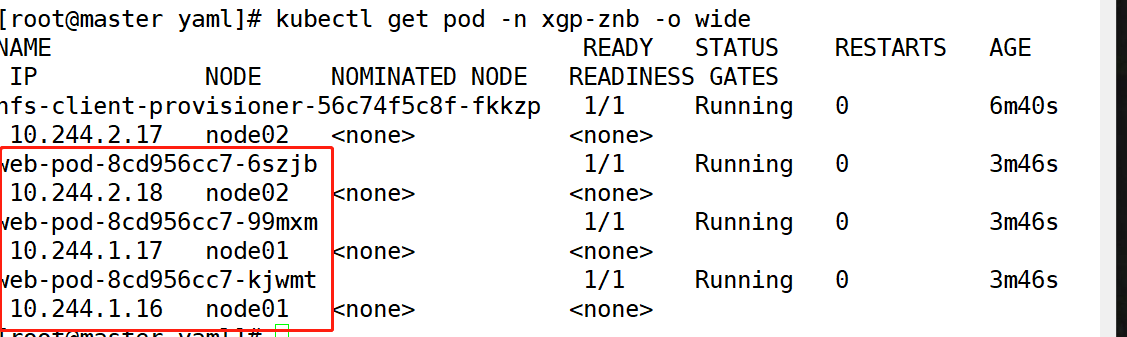 [root@master yaml]# kubectl get pod -n xgp-znb -o wide
NAME READY STATUS RESTARTS AGE
IP NODE NOMINATED NODE READINESS GATES
nfs-client-provisioner-56c74f5c8f-fkkzp 1/1 Running 0 6m40s
10.244.2.17 node02 <none> <none>
web-pod-8cd956cc7-6szjb 1/1 Running 0 3m46s
10.244.2.18 node02 <none> <none>
web-pod-8cd956cc7-99mxm 1/1 Running 0 3m46s
10.244.1.17 node01 <none> <none>
web-pod-8cd956cc7-kjwmt 1/1 Running 0 3m46s
10.244.1.16 node01 <none> <none>
[root@master yaml]#